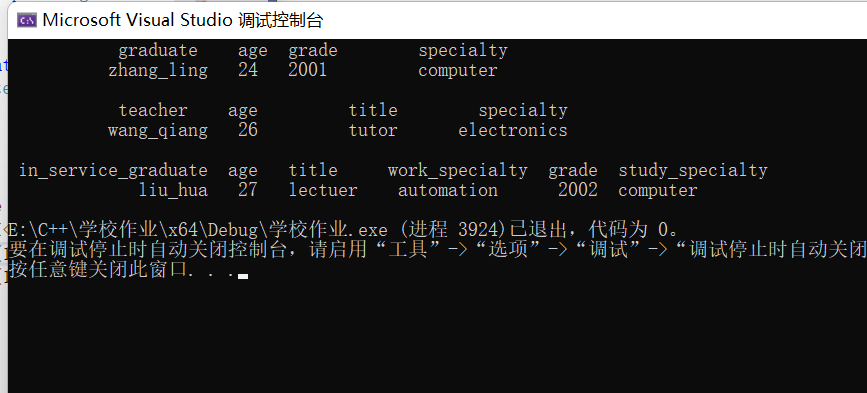 Microsoft Visual Studio 调试控制台
graduate age grade specialty
zhang_ling 24 2001 computer
teacher age title specialty
wang_qiang 26 tutor electronics
in_service_graduate age title work_specialty grade study_specialty
liu_hua 27 lectuer automation 2002 computer
E:\C++\学校作业\x64\Debug\学校作业.exe (进程 3924)已退出，代码为 0。
要在调试停止时自动关闭控制台，请启用“工具”->“选项”->“调试”->“调试停止时自动关闭
按任意键关闭此窗口. . .